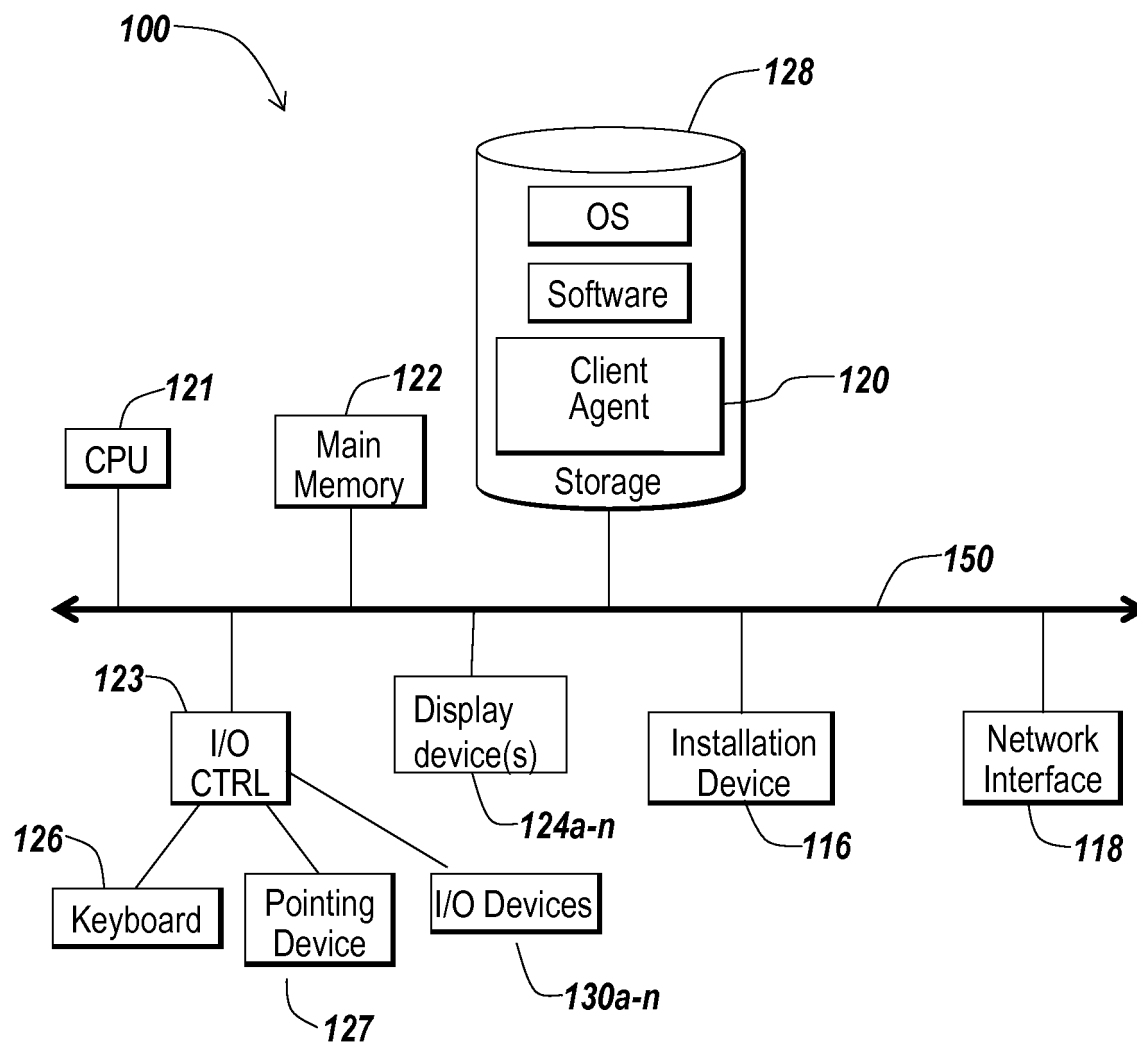 100
128
OS
Software
Client
Agent
120
Storage
121
CPU
122
Main
Memory
150
123
I/O
CTRL
Display
device(s)
124a-n
Installation
Device
116
Network
Interface
118
126
Keyboard
Pointing
Device
127
I/O Devices
130a-n